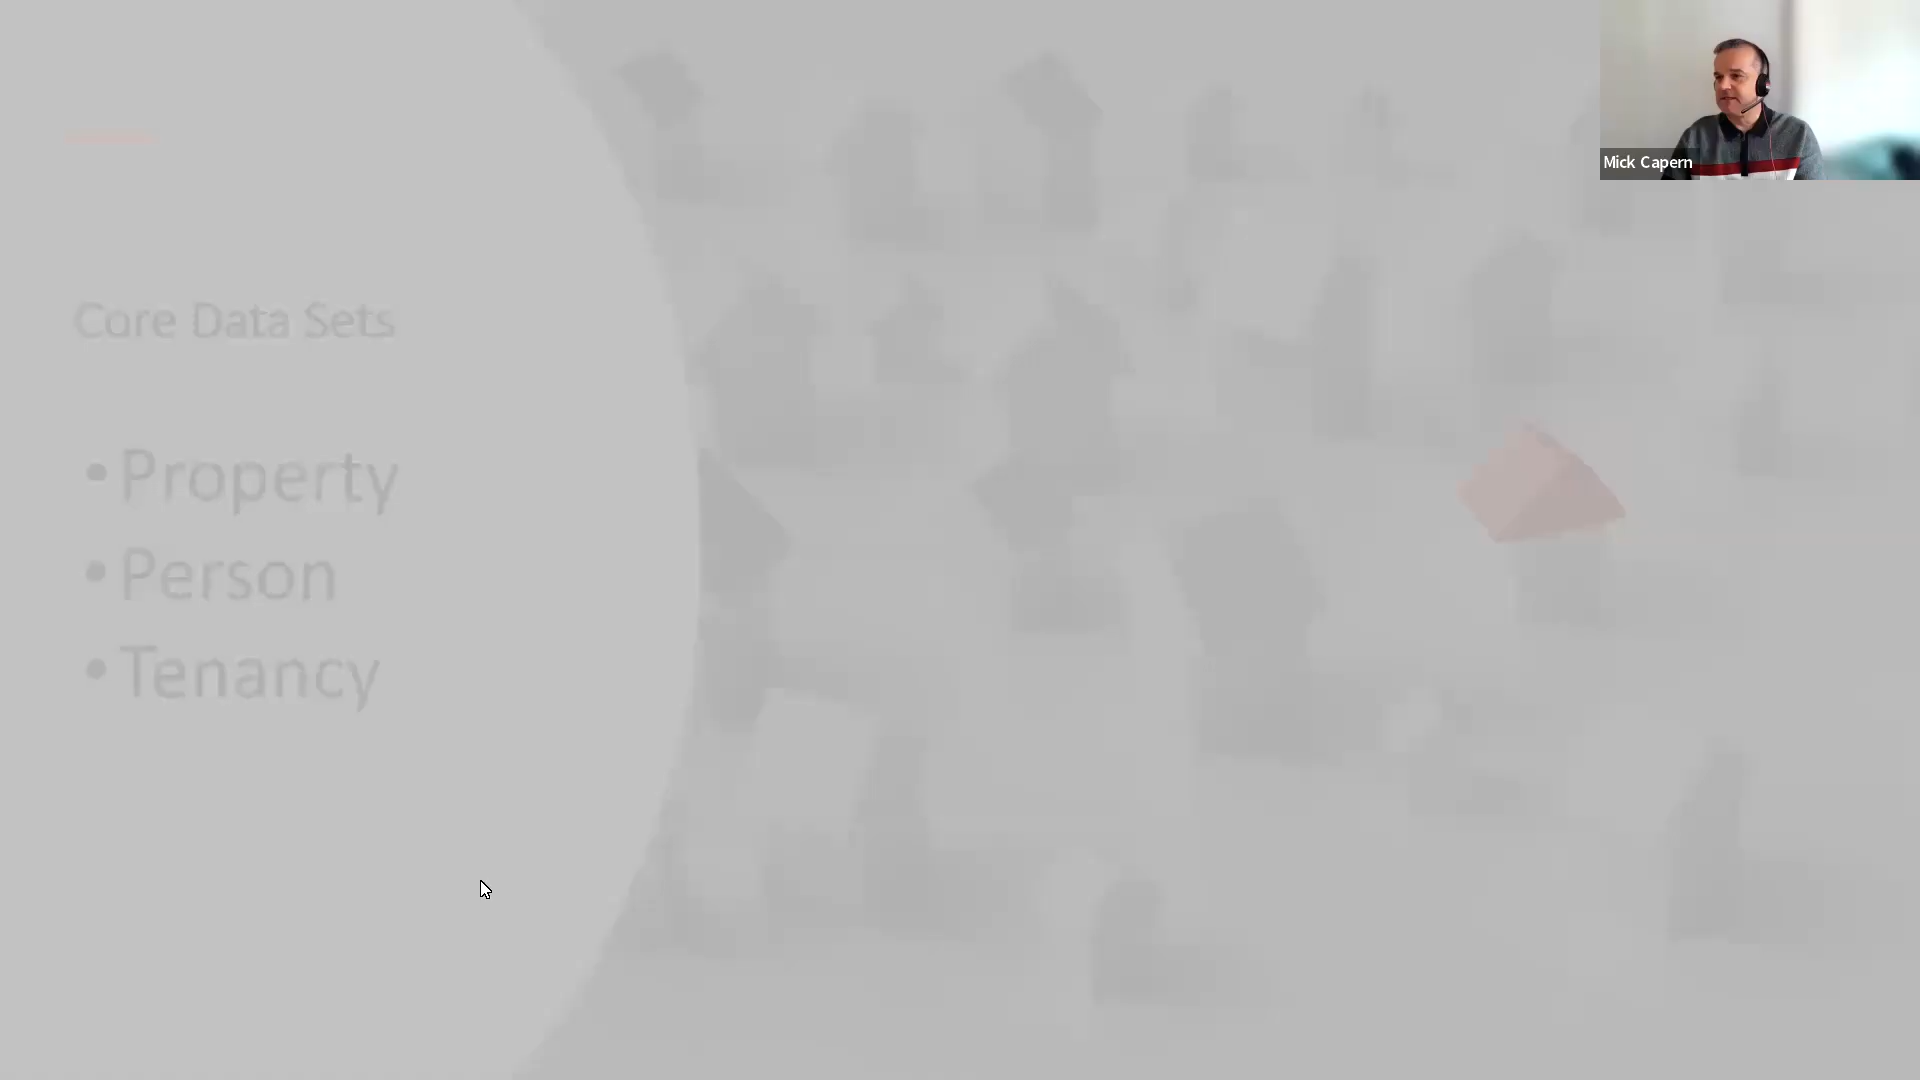 Mick Capern
Core Data Sets
• Property
• Person
• Tenancy